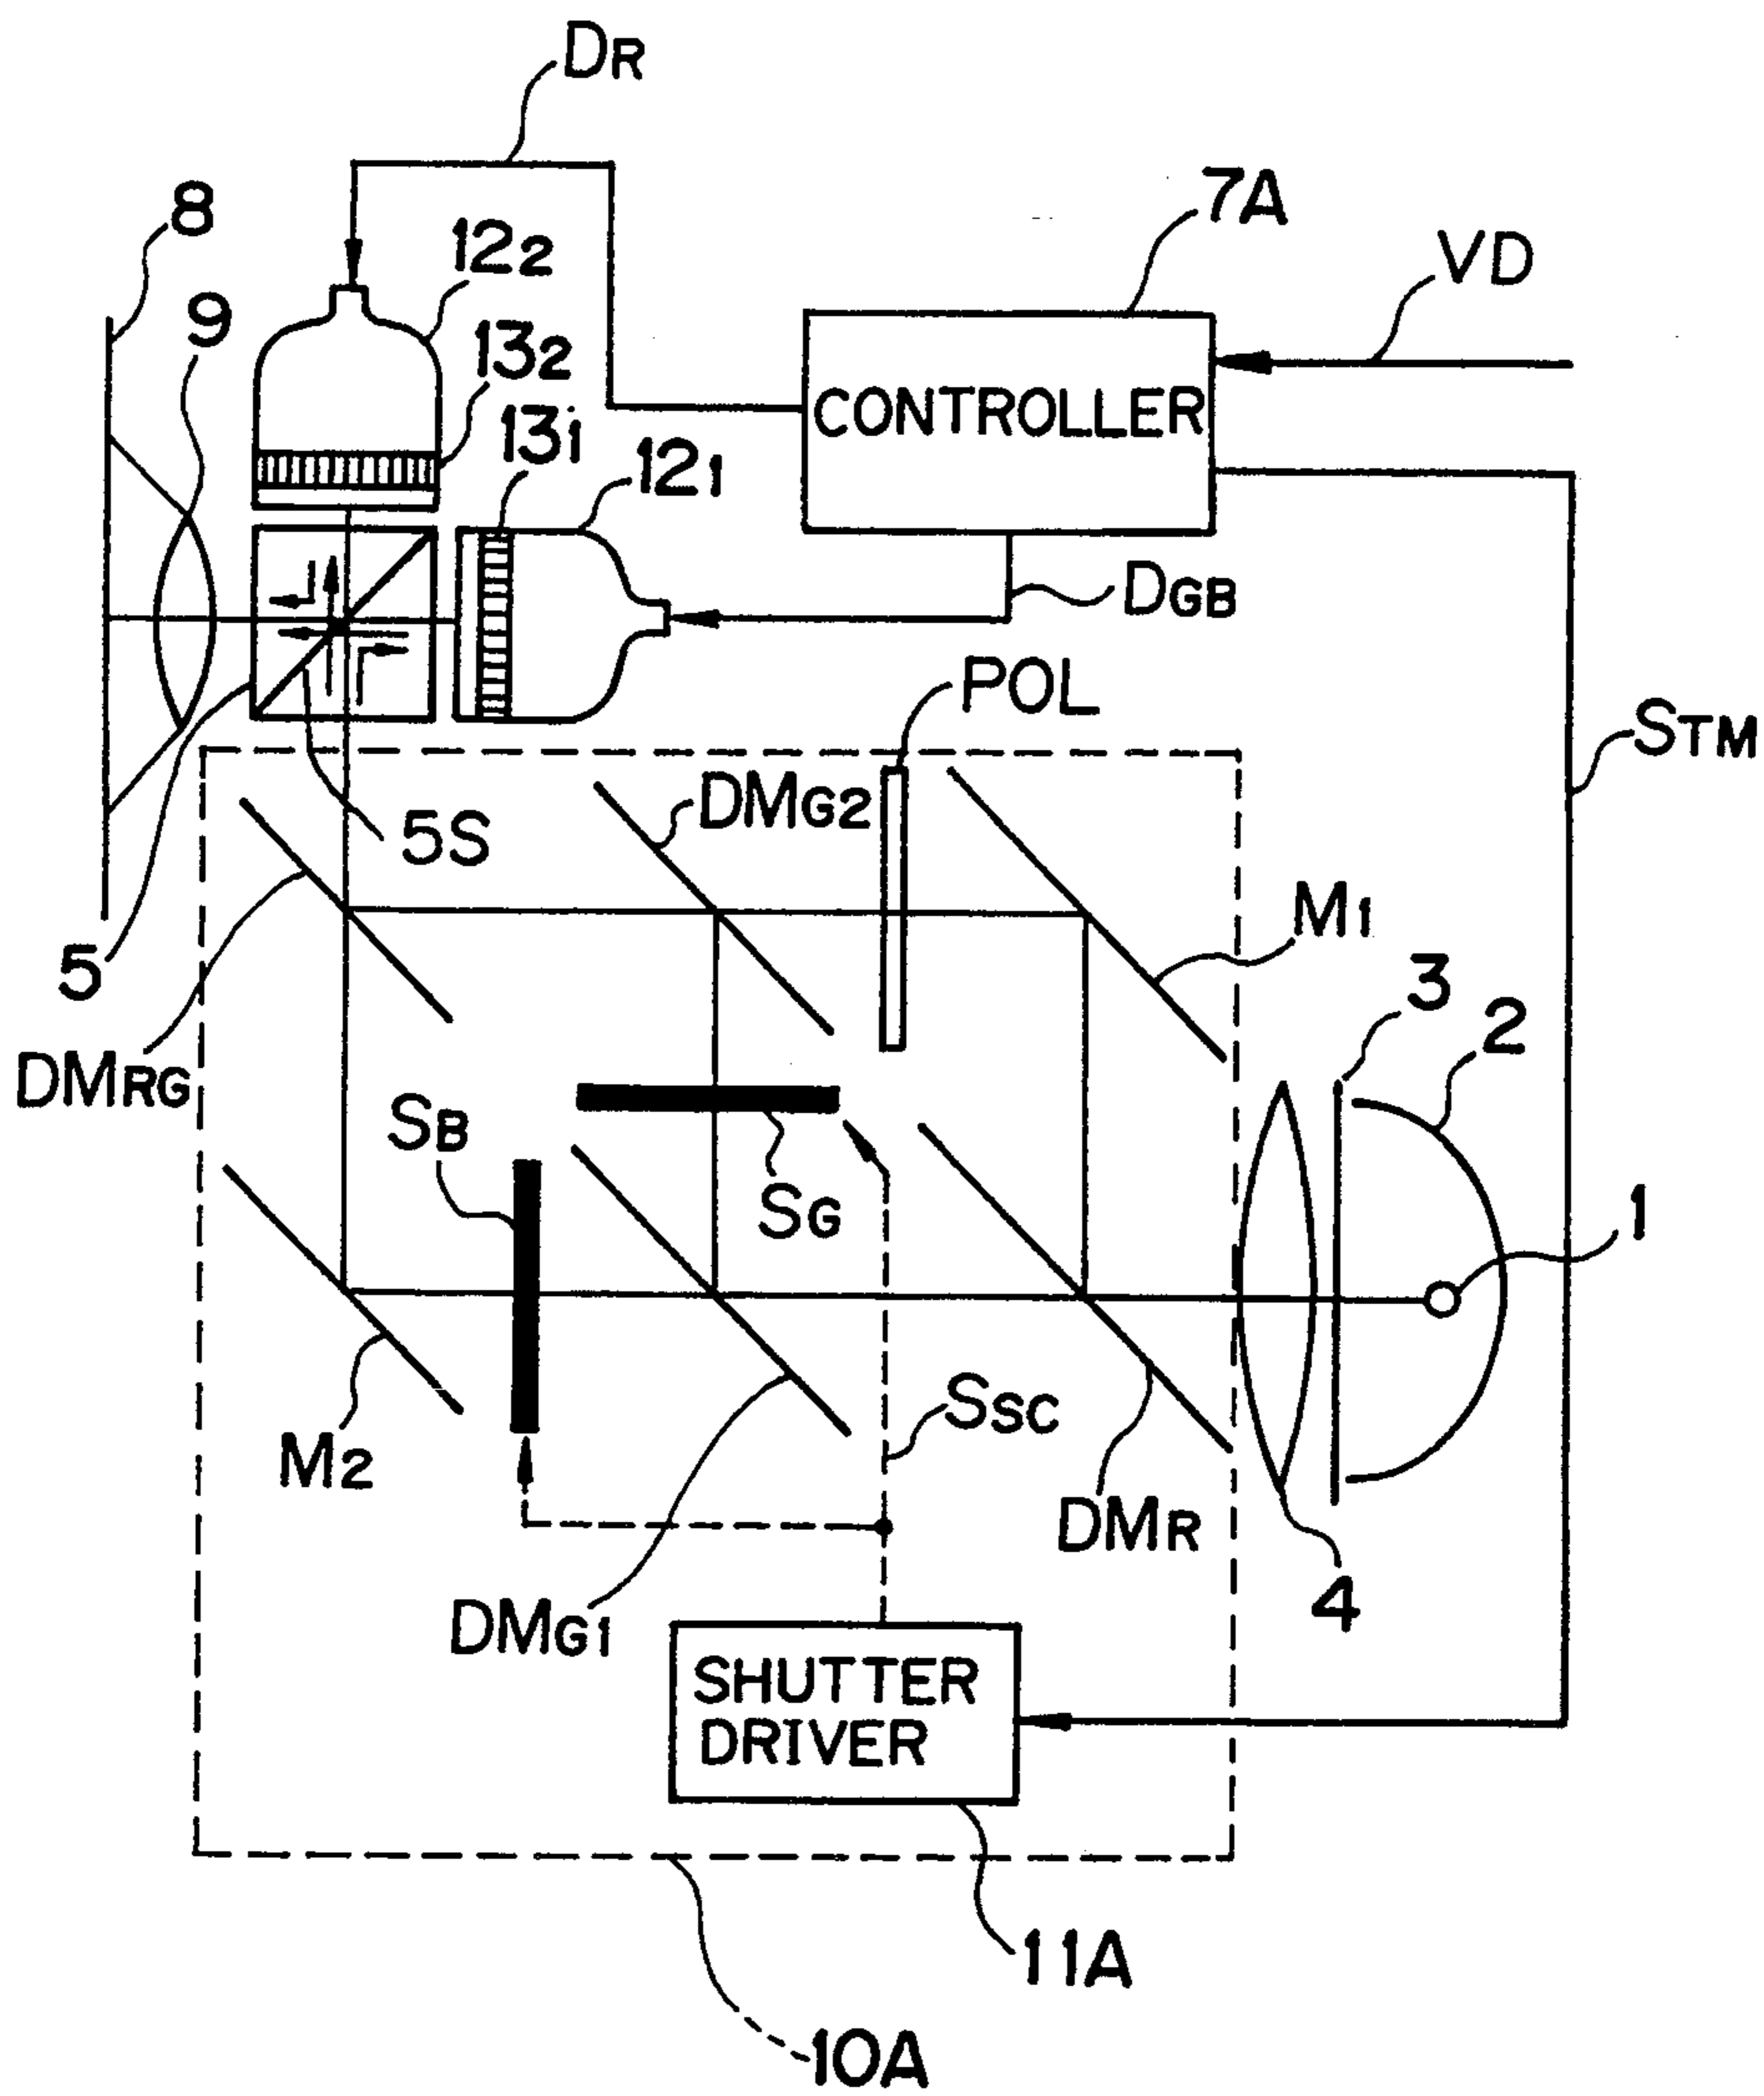 DR
7A
8
VD
122
9
132
CONTROLLER
13i
121
DGB
POL
STM
DMG2
5S
M1
5
3
2
DMRG
SB
SG
1
SSC
M2
DMR
4
DMG1
SHUTTER
DRIVER
11A
10A